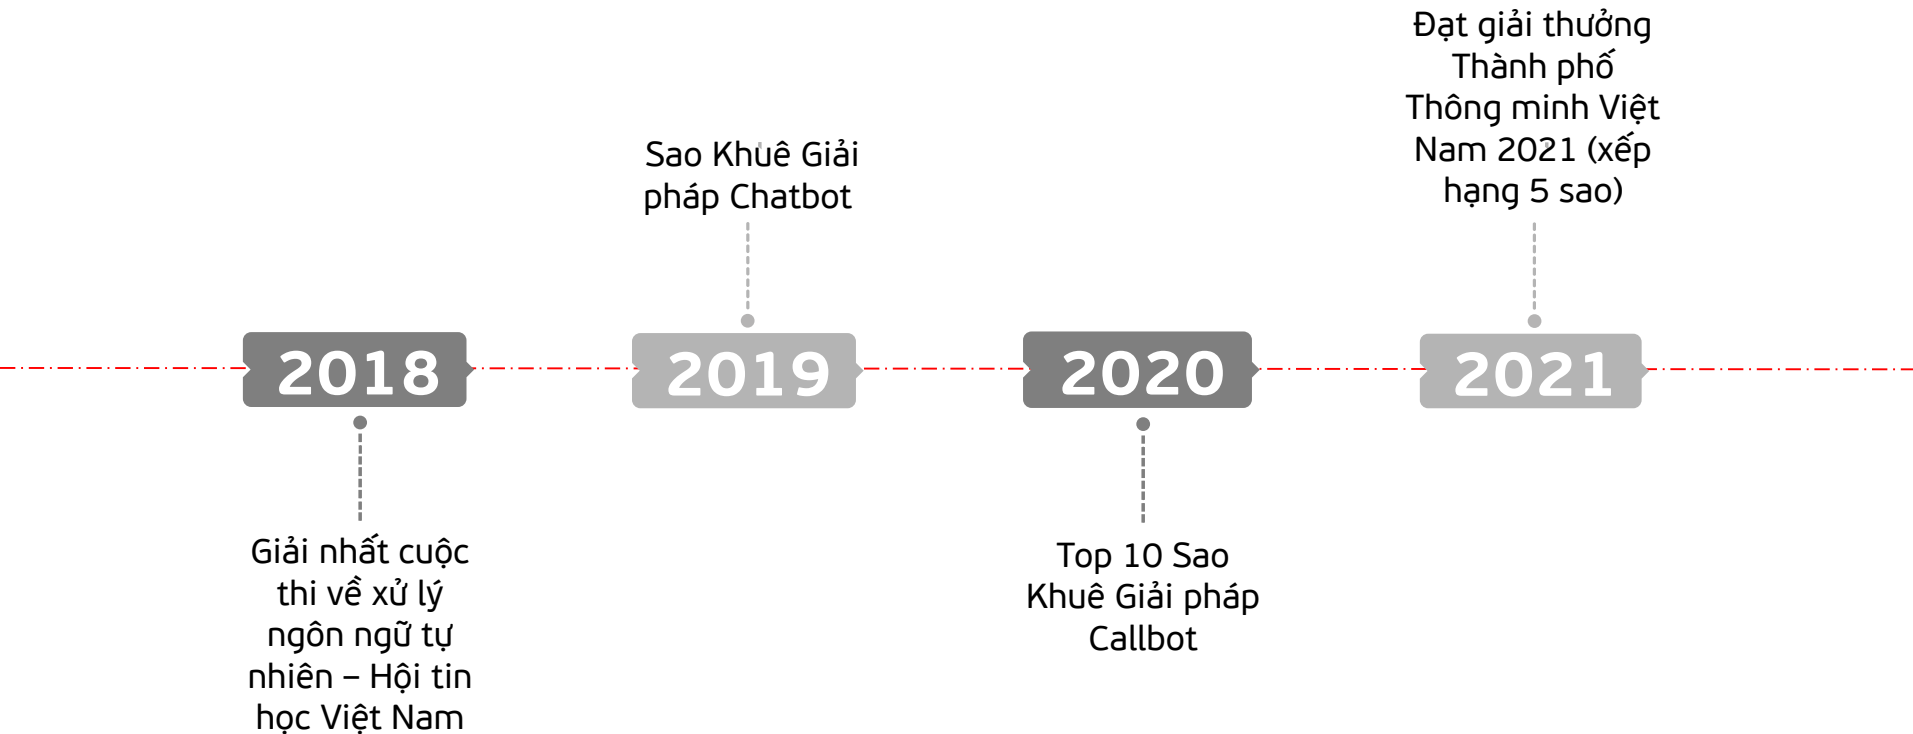 Đạt giải thưởng
Thành phố
Thông minh Việt
Nam 2021 (xếp
hạng 5 sao)
Sao Khuê Giải
pháp Chatbot
2018
2019
2020
2021
Giải nhất cuộc
thi về xử lý
ngôn ngữ tự
nhiên – Hội tin
học Việt Nam
Top 10 Sao
Khuê Giải pháp
Callbot